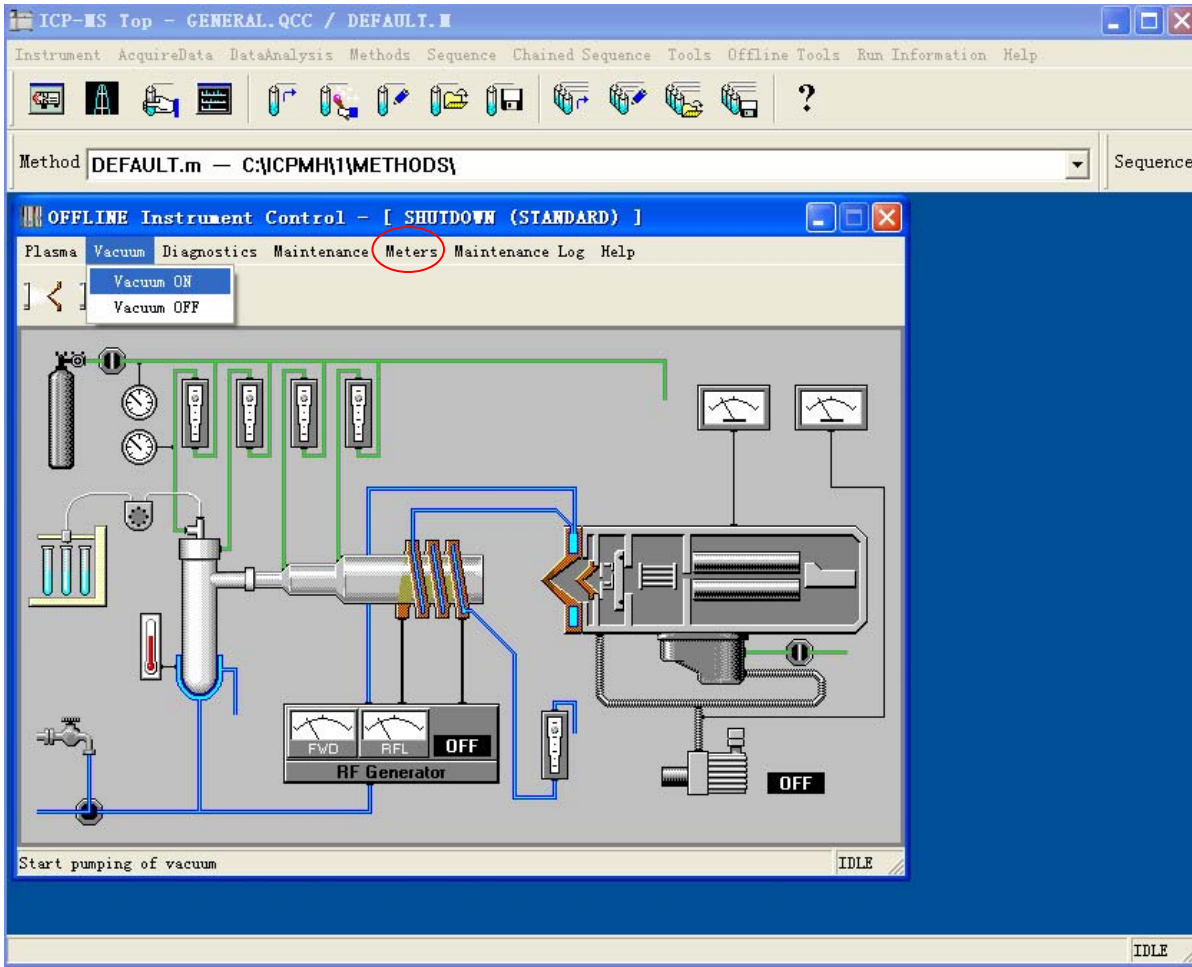 ICP-MS Top - GENERAL.QCC / DEFAULT.M
Instrument AcquireData DataAnalysis Methods Sequence Chained Sequence Tools Offline Tools Run Information Help
?
Method DEFAULT.m — C:\ICPMH\1\METHODS\ Sequence
OFFLINE Instrument Control - [ SHUTDOWN (STANDARD) ]
Plasma Vacuum Diagnostics Maintenance Meters Maintenance Log Help
Vacuum ON
Vacuum OFF
FWD RFL OFF
RF Generator
OFF
Start pumping of vacuum IDLE
IDLE